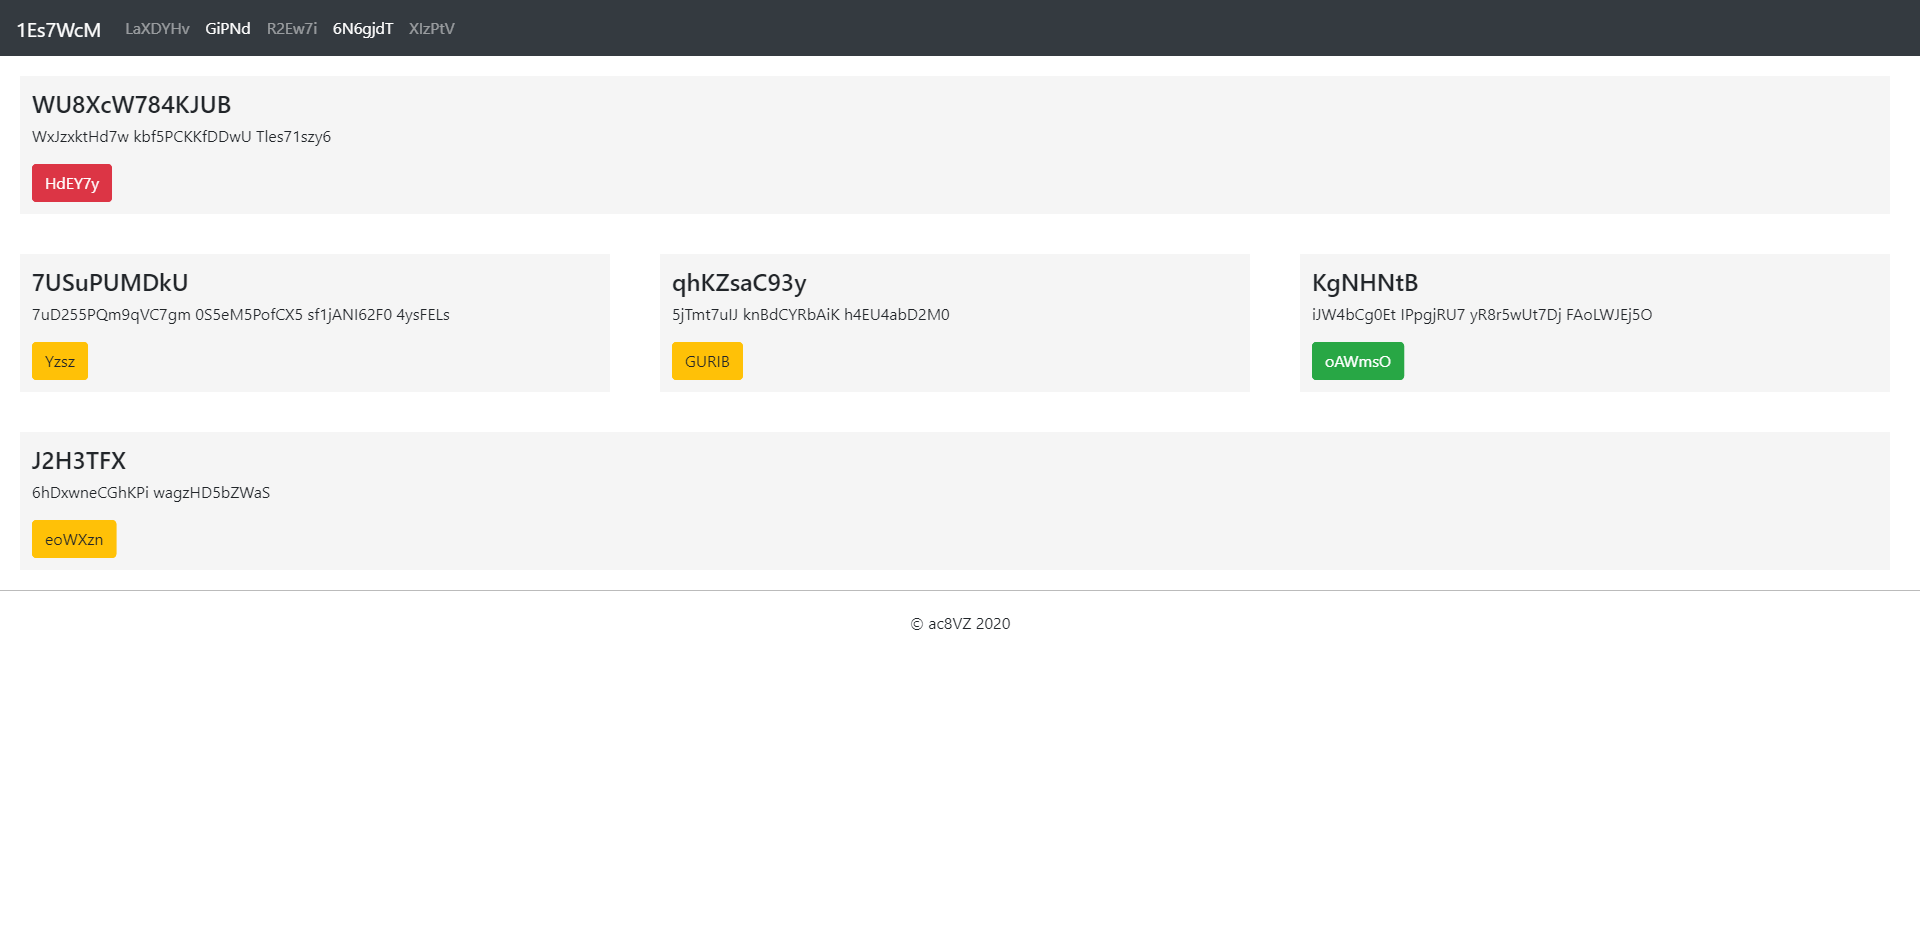 1Es7WcM LaXDYHv GiPNd R2Ew7i 6N6gjdT XIzPtV
WU8XcW784KJUB
WxJzxktHd7w kbf5PCKKfDDwU Tles71szy6
HdEY7y
7USuPUMDkU
7uD255PQm9qVC7gm 0S5eM5PofCX5 sf1jANI62F0 4ysFELs
Yzsz
qhKZsaC93y
5jTmt7uIJ knBdCYRbAiK h4EU4abD2M0
GURIB
KgNHNtB
iJW4bCg0Et IPpgjRU7 yR8r5wUt7Dj FAoLWJEj5O
oAWmsO
J2H3TFX
6hDxwneCGhKPi wagzHD5bZWaS
eoWXzn
© ac8VZ 2020